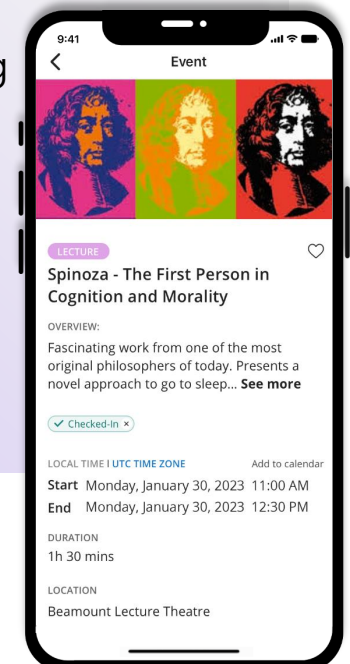 g
9:41
Event
LECTURE
Spinoza - The First Person in
Cognition and Morality
OVERVIEW:
Fascinating work from one of the most
original philosophers of today. Presents a
novel approach to go to sleep... See more
✓ Checked-In ×
LOCAL TIME I UTC TIME ZONE Add to calendar
Start Monday, January 30, 2023 11:00 AM
End Monday, January 30, 2023 12:30 PM
DURATION
1h 30 mins
LOCATION
Beamount Lecture Theatre